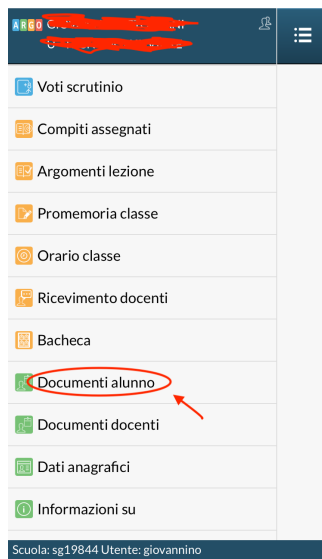 ARGO
Voti scrutinio
Compiti assegnati
Argomenti lezione
Promemoria classe
Orario classe
Ricevimento docenti
Bacheca
Documenti alunno
Documenti docenti
Dati anagrafici
Informazioni su
Scuola: sg19844 Utente: giovannino